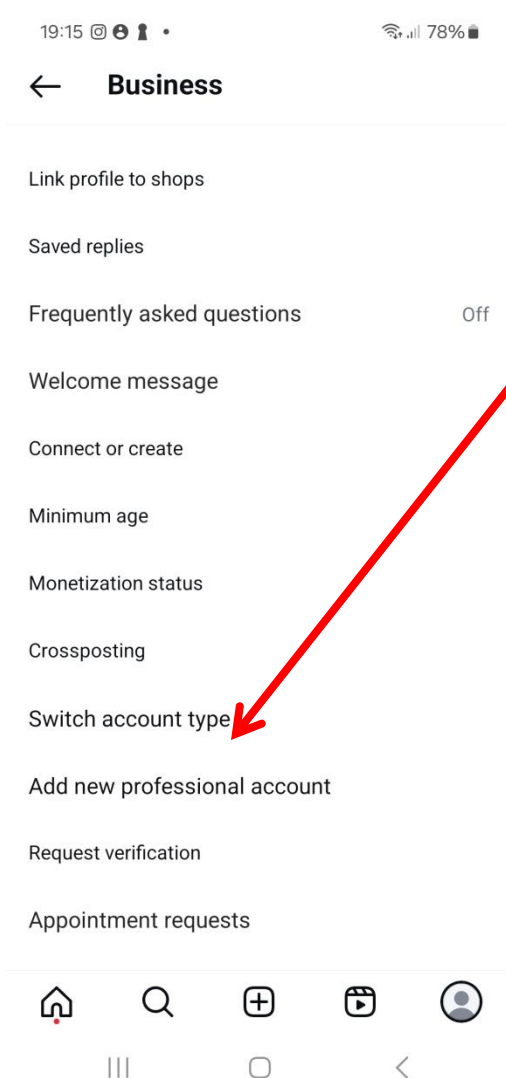 19:15
78%
Business
Link profile to shops
Saved replies
Frequently asked questions Off
Welcome message
Connect or create
Minimum age
Monetization status
Crossposting
Switch account type
Add new professional account
Request verification
Appointment requests